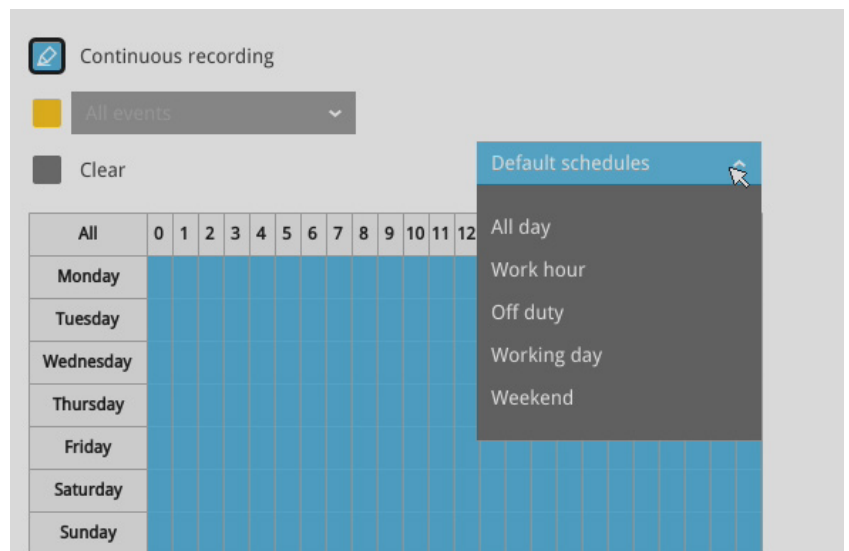 Continuous recording
All events
Clear
Default schedules
All day
Work hour
Off duty
Working day
Weekend
All 0 1 2 3 4 5 6 7 8 9 10 11 12
Monday
Tuesday
Wednesday
Thursday
Friday
Saturday
Sunday